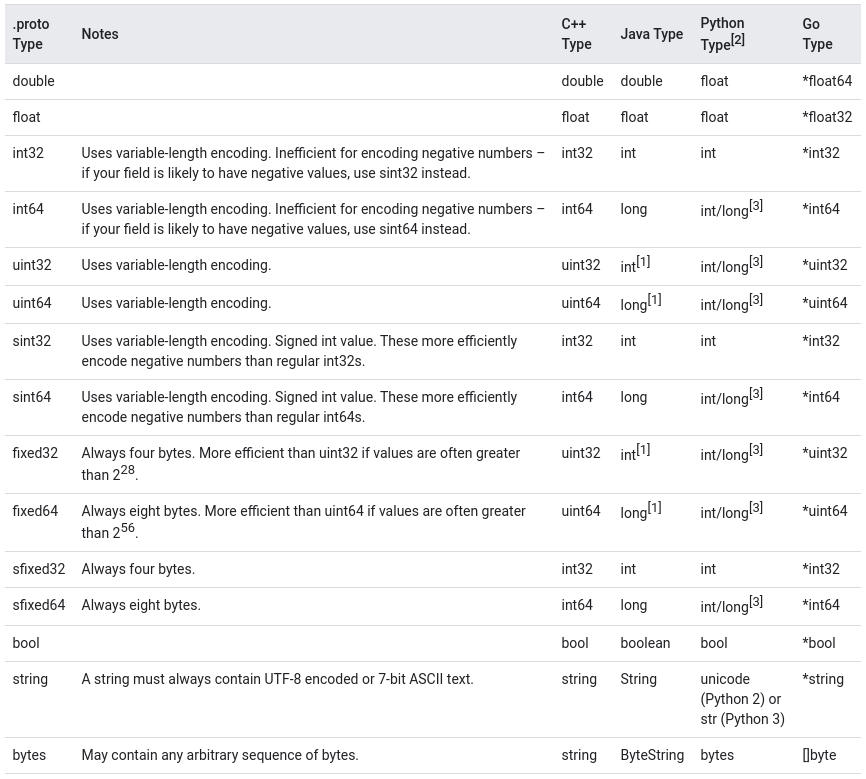 .proto Type Notes C++ Type Java Type Python Type[2] Go Type
double double double float *float64
float float float float *float32
int32 Uses variable-length encoding. Inefficient for encoding negative numbers – int32 int int *int32
if your field is likely to have negative values, use sint32 instead.
int64 Uses variable-length encoding. Inefficient for encoding negative numbers – int64 long int/long[3] *int64
if your field is likely to have negative values, use sint64 instead.
uint32 Uses variable-length encoding. uint32 int[1] int/long[3] *uint32
uint64 Uses variable-length encoding. uint64 long[1] int/long[3] *uint64
sint32 Uses variable-length encoding. Signed int value. These more efficiently int32 int int *int32
encode negative numbers than regular int32s.
sint64 Uses variable-length encoding. Signed int value. These more efficiently int64 long int/long[3] *int64
encode negative numbers than regular int64s.
fixed32 Always four bytes. More efficient than uint32 if values are often greater uint32 int[1] int/long[3] *uint32
than 2^28.
fixed64 Always eight bytes. More efficient than uint64 if values are often greater uint64 long[1] int/long[3] *uint64
than 2^56.
sfixed32 Always four bytes. int32 int int *int32
sfixed64 Always eight bytes. int64 long int/long[3] *int64
bool bool boolean bool *bool
string A string must always contain UTF-8 encoded or 7-bit ASCII text. string String unicode *string
(Python 2) or
str (Python 3)
bytes May contain any arbitrary sequence of bytes. string ByteString bytes []byte